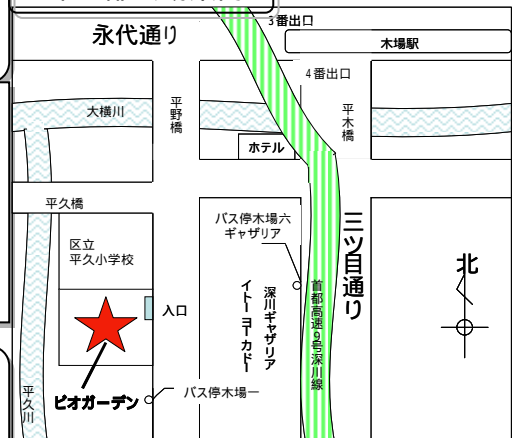 3番出口
永代通り
木場駅
4番出口
大横川
平野橋
平木橋
ホテル
平久橋
バス停木場六
ギャザリア
三ツ目通り
区立
平久小学校
北
深川ギャザリア
イトーヨーカドー
首都高速9号深川線
入口
平久川
ビオガーデン
バス停木場一